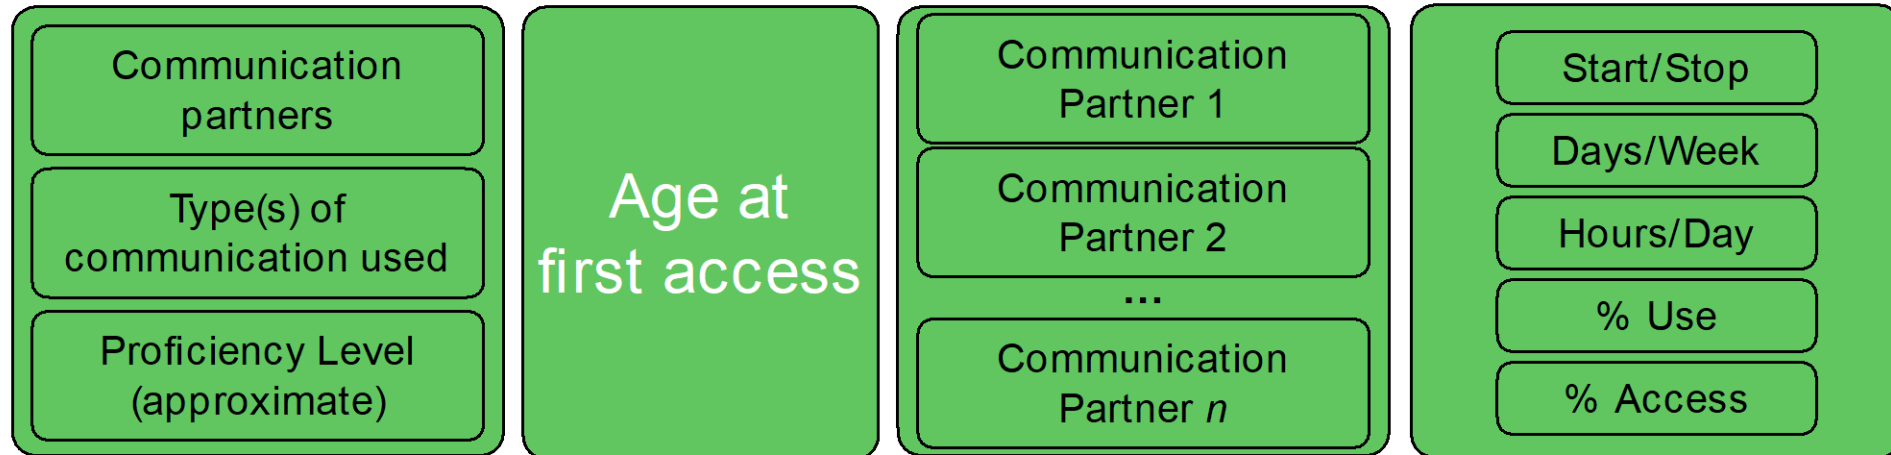 Communication
partners
Type(s) of
communication used
Proficiency Level
(approximate)
Age at
first access
Communication
Partner 1
Communication
Partner 2
...
Communication
Partner n
Start/Stop
Days/Week
Hours/Day
% Use
% Access